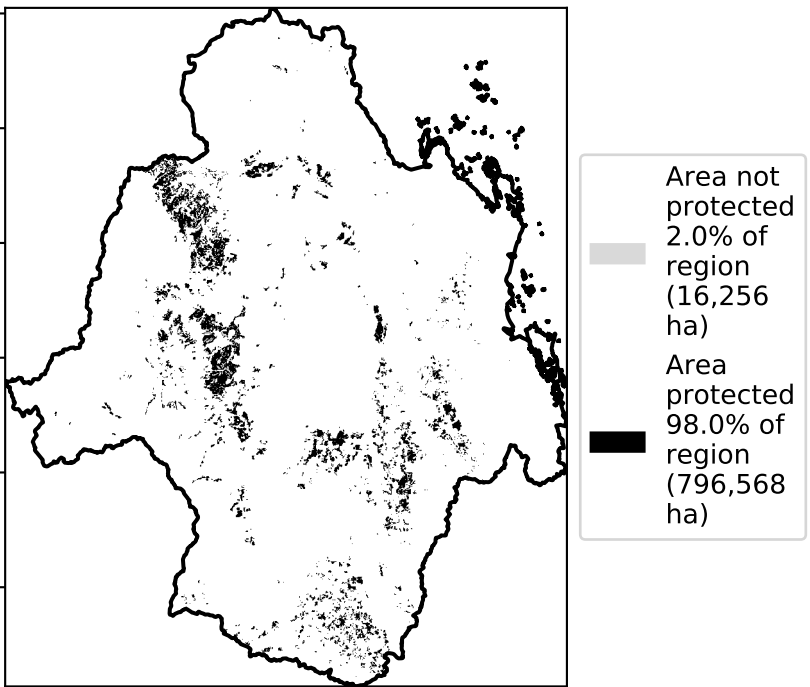 Area not
protected
2.0% of
region
(16,256
ha)
Area
protected
98.0% of
region
(796,568
ha)